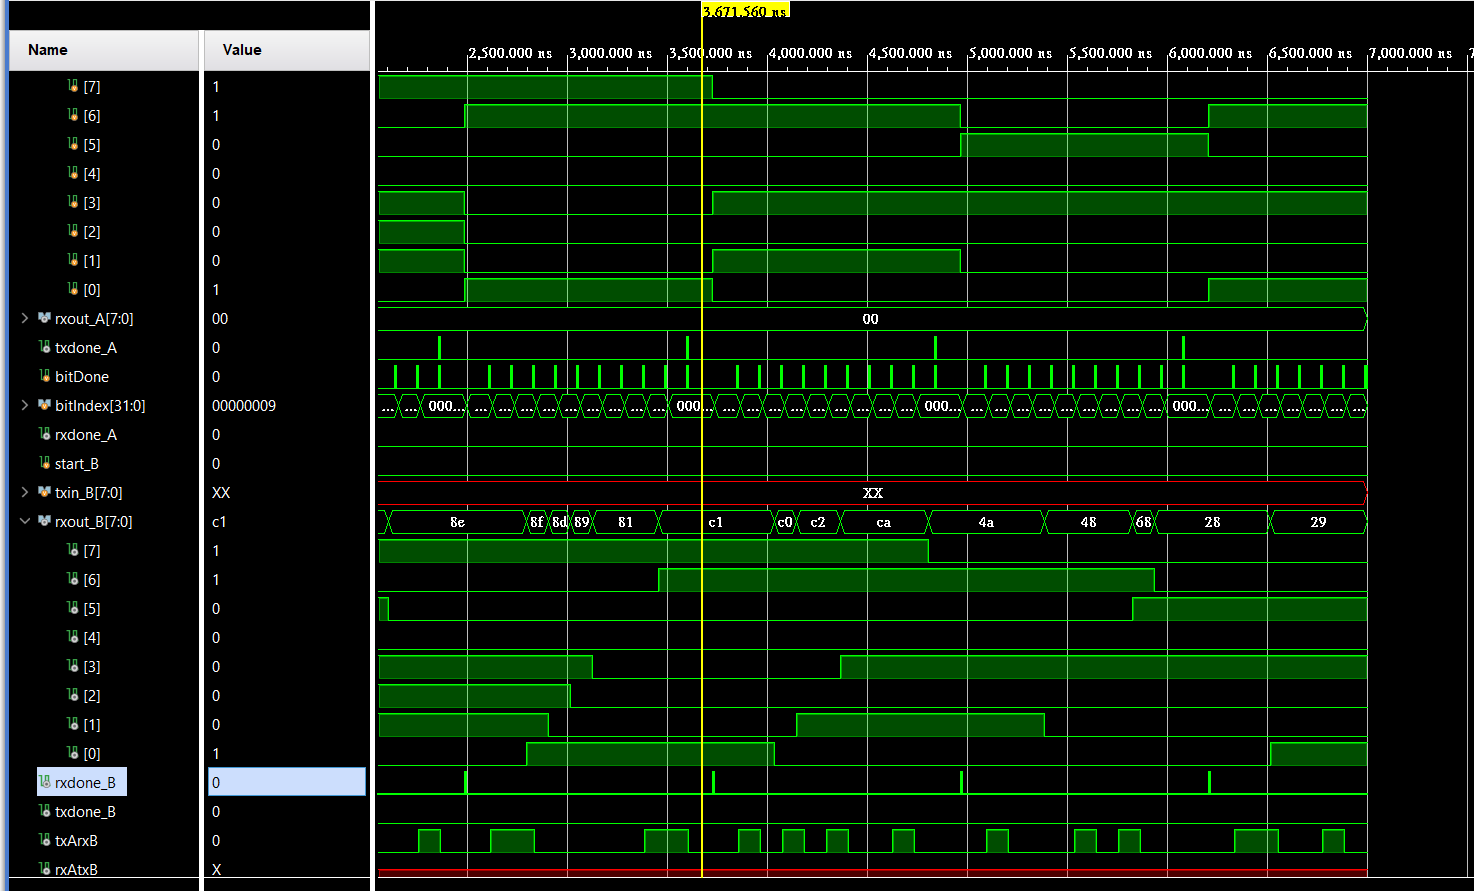 3,671.560 ns
Name Value
2,500.000 ns 3,000.000 ns 3,500.000 ns 4,000.000 ns 4,500.000 ns 5,000.000 ns 5,500.000 ns 6,000.000 ns 6,500.000 ns 7,000.000 ns
[7] 1
[6] 1
[5] 0
[4] 0
[3] 0
[2] 0
[1] 0
[0] 1
rxout_A[7:0] 00 00
txdone_A 0
bitDone 0
bitIndex[31:0] 00000009 ... ... 000... ... ... ... ... ... ... ... ... 000... ... ... ... ... ... ... ... ... 000... ... ... ... ... ... ... ... ... 000... ... ... ... ... ... ...
rxdone_A 0
start_B 0
txin_B[7:0] XX XX
rxout_B[7:0] c1 8e 8f 8d 89 81 c1 c0 c2 ca 4a 48 68 28 29
[7] 1
[6] 1
[5] 0
[4] 0
[3] 0
[2] 0
[1] 0
[0] 1
rxdone_B 0
txdone_B 0
txArxB 0
rxAtxB X